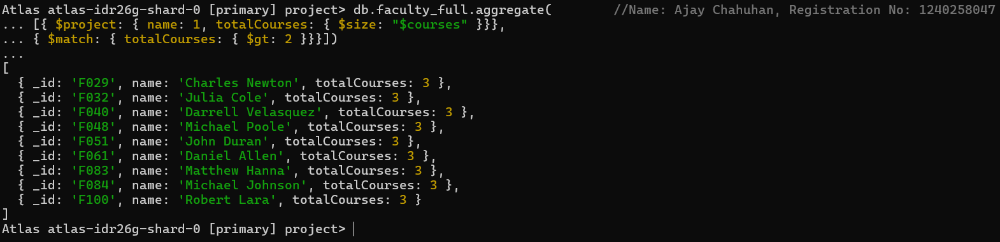 Atlas atlas-idr26g-shard-0 [primary] project> db.faculty_full.aggregate(        //Name: Ajay Chahuhan, Registration No: 1240258047
... [{ $project: { name: 1, totalCourses: { $size: "$courses" }}},
... { $match: { totalCourses: { $gt: 2 }}}])
...
[
  { _id: 'F029', name: 'Charles Newton', totalCourses: 3 },
  { _id: 'F032', name: 'Julia Cole', totalCourses: 3 },
  { _id: 'F040', name: 'Darrell Velasquez', totalCourses: 3 },
  { _id: 'F048', name: 'Michael Poole', totalCourses: 3 },
  { _id: 'F051', name: 'John Duran', totalCourses: 3 },
  { _id: 'F061', name: 'Daniel Allen', totalCourses: 3 },
  { _id: 'F083', name: 'Matthew Hanna', totalCourses: 3 },
  { _id: 'F084', name: 'Michael Johnson', totalCourses: 3 },
  { _id: 'F100', name: 'Robert Lara', totalCourses: 3 }
]
Atlas atlas-idr26g-shard-0 [primary] project>